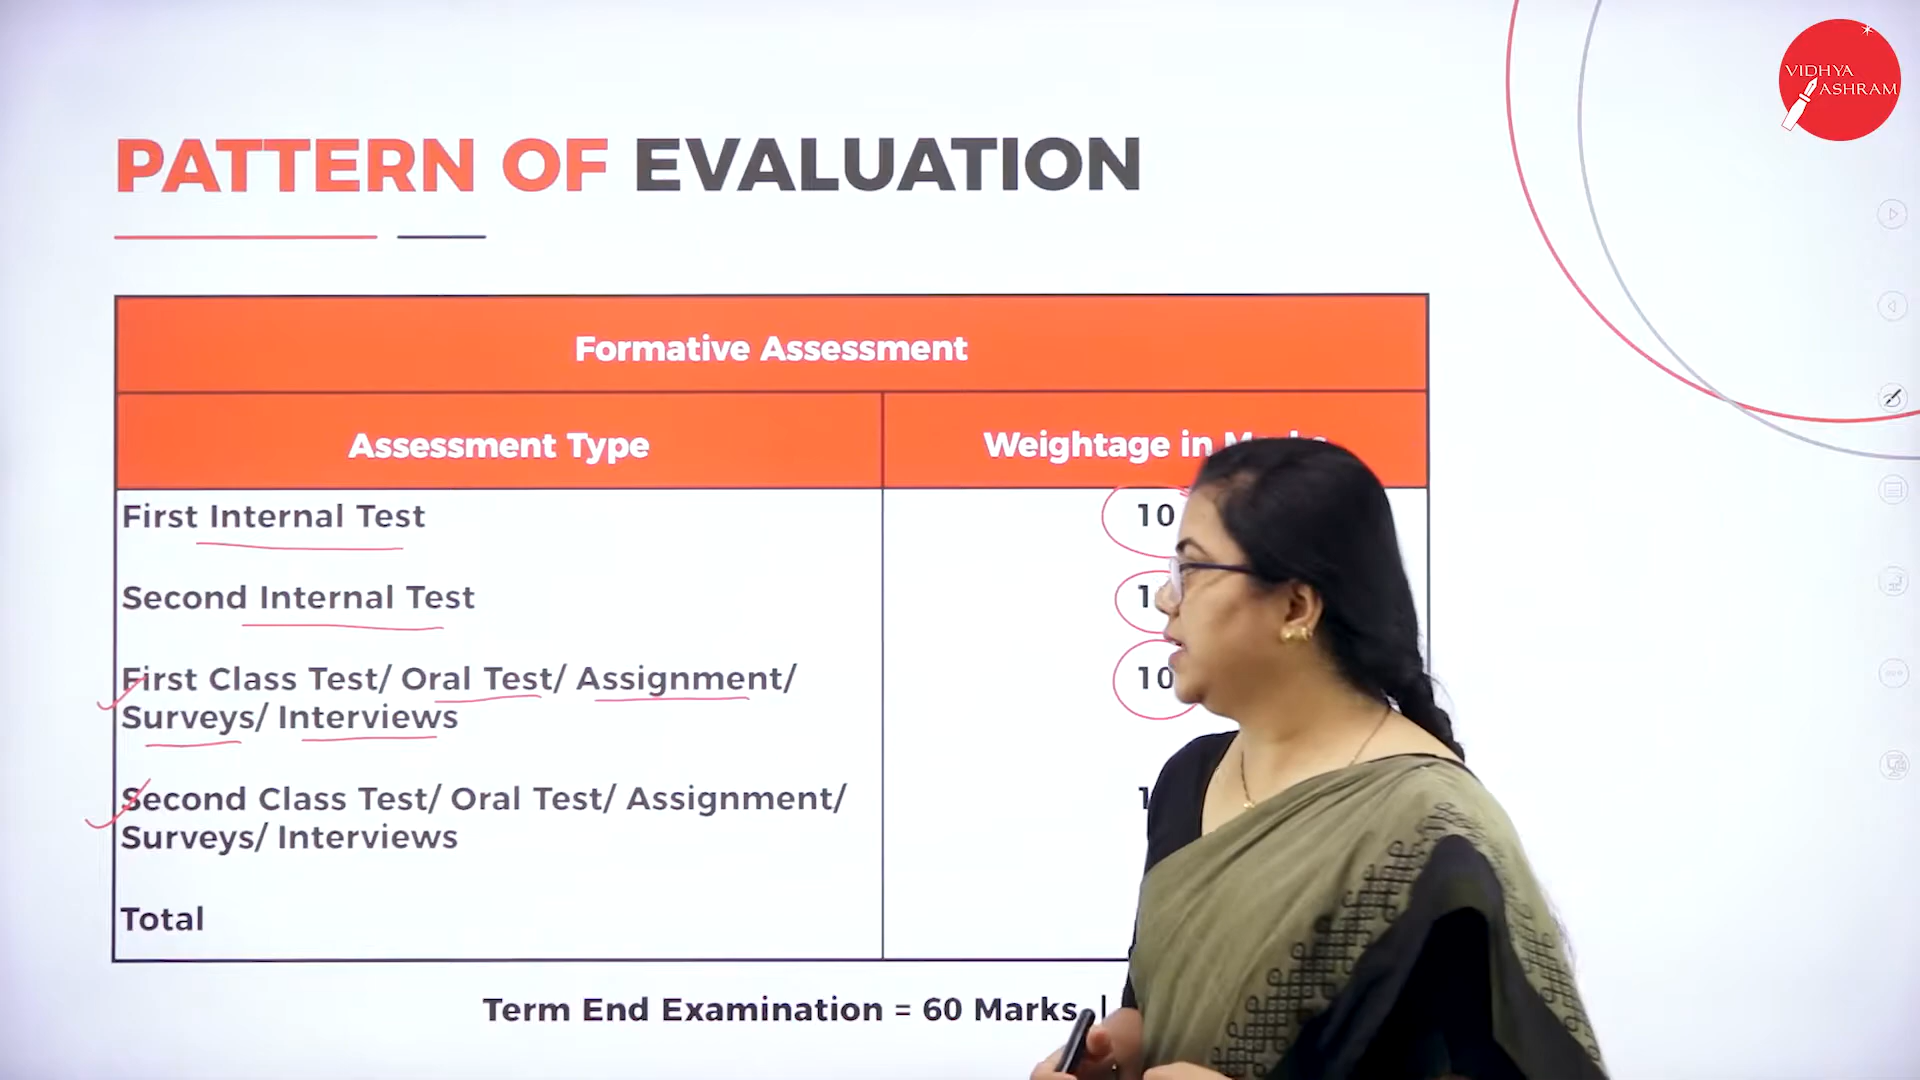 VIDHYA
ASHRAM
PATTERN OF EVALUATION
Formative Assessment
Assessment Type
Weightage in
First Internal Test
10
Second Internal Test
First Class Test/ Oral Test/ Assignment/
Surveys/ Interviews
10
Second Class Test/ Oral Test/ Assignment/
Surveys/ Interviews
Total
Term End Examination = 60 Marks |